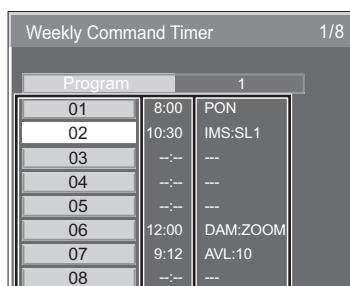 Weekly Command Timer 1/8
Program 1
01 8:00 PON
02 10:30 IMS:SL1
03 --:-- ---
04 --:-- ---
05 --:-- ---
06 12:00 DAM:ZOOM
07 9:12 AVL:10
08 --:-- ---